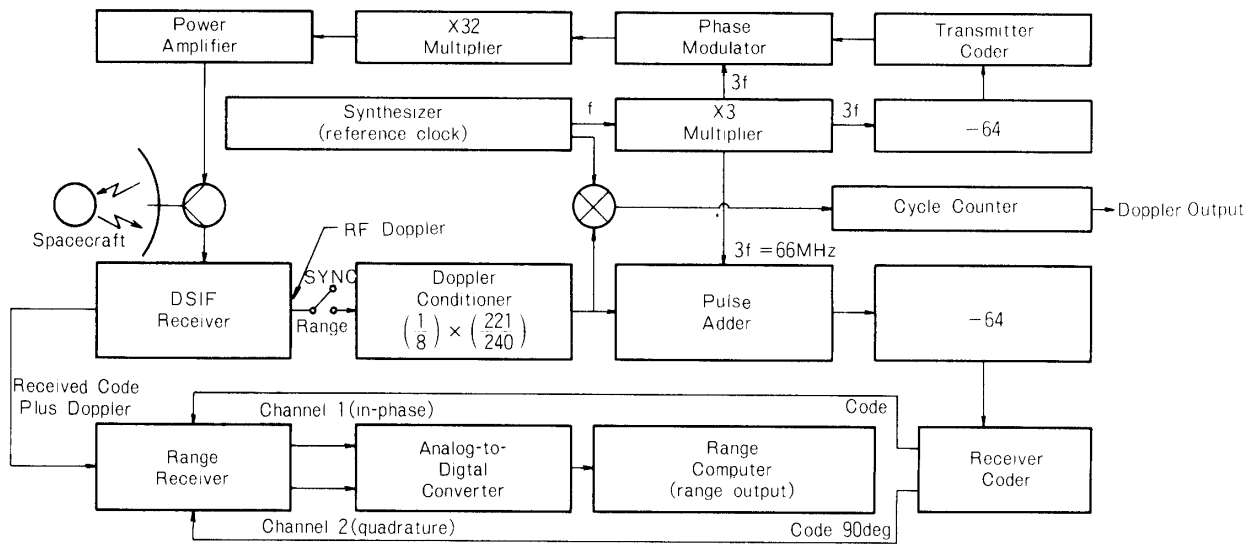 Power
Amplifier
X32
Multiplier
Phase
Modulator
Transmitter
Coder
3f
Synthesizer
(reference clock)
f
X3
Multiplier
3f
-64
Spacecraft
Cycle Counter
Doppler Output
RF Doppler
3f = 66MHz
DSIF
Receiver
SYNC
Range
Doppler
Conditioner
(1/8) × (221/240)
Pulse
Adder
-64
Received Code
Plus Doppler
Channel 1(in-phase)
Code
Range
Receiver
Analog-to-
Digtal
Converter
Range
Computer
(range output)
Receiver
Coder
Channel 2(quadrature)
Code 90deg